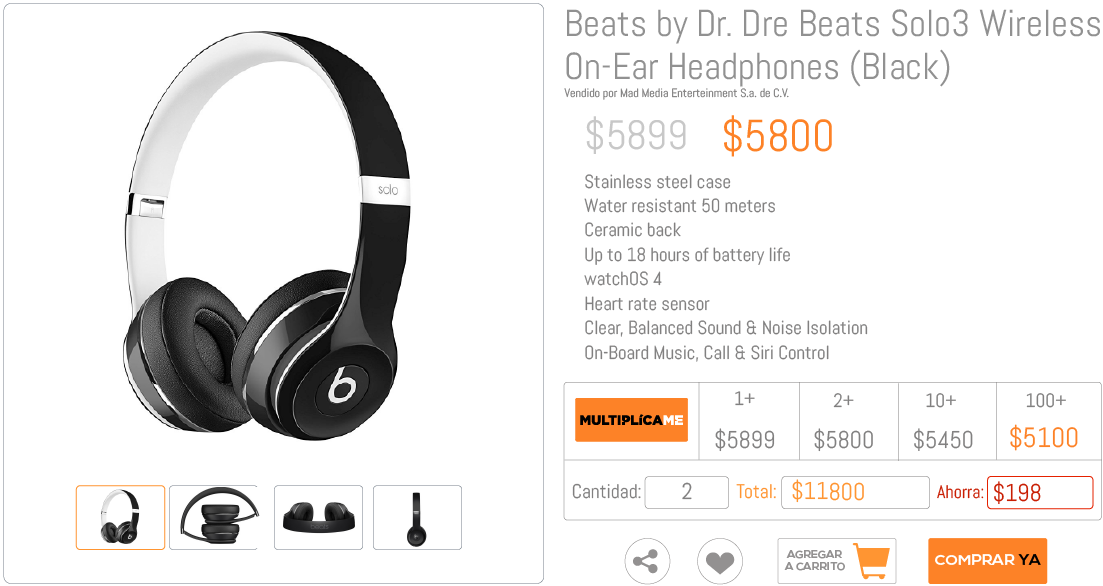 Beats by Dr. Dre Beats Solo3 Wireless
On-Ear Headphones (Black)
Vendido por Mad Media Enterteinment S.a. de C.V.
$5899 $5800
Stainless steel case
Water resistant 50 meters
Ceramic back
Up to 18 hours of battery life
watchOS 4
Heart rate sensor
Clear, Balanced Sound & Noise Isolation
On-Board Music, Call & Siri Control
solo
b
MULTIPLÍCAME
1+ 2+ 10+ 100+
$5899 $5800 $5450 $5100
Cantidad: 2 Total: $11800 Ahorra: $198
AGREGAR
A CARRITO
COMPRAR YA